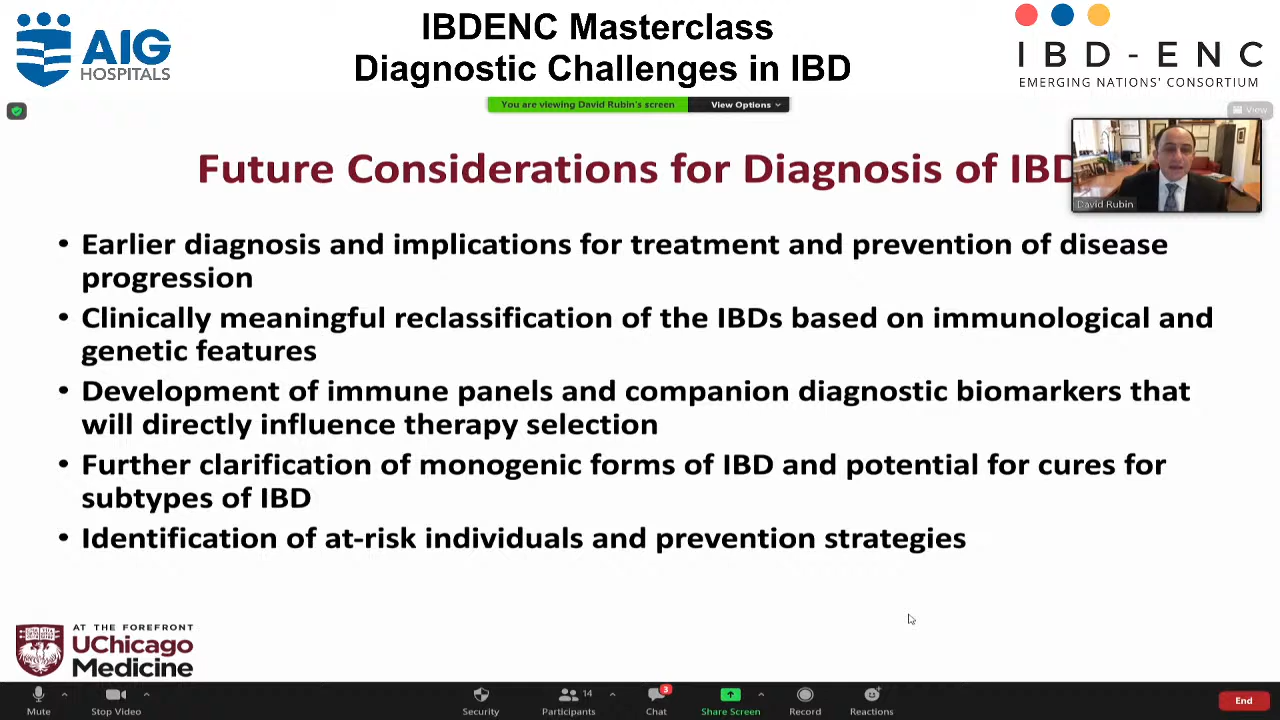 AIG
HOSPITALS
IBDENC Masterclass
Diagnostic Challenges in IBD
IBD-ENC
EMERGING NATIONS' CONSORTIUM
You are viewing David Rubin's screen
View Options
View
Future Considerations for Diagnosis of IBD
David Rubin
• Earlier diagnosis and implications for treatment and prevention of disease
progression
• Clinically meaningful reclassification of the IBDs based on immunological and
genetic features
• Development of immune panels and companion diagnostic biomarkers that
will directly influence therapy selection
• Further clarification of monogenic forms of IBD and potential for cures for
subtypes of IBD
• Identification of at-risk individuals and prevention strategies
AT THE FOREFRONT
UChicago
Medicine
Mute
Stop Video
Security
Participants
14
Chat
3
Share Screen
Record
Reactions
End